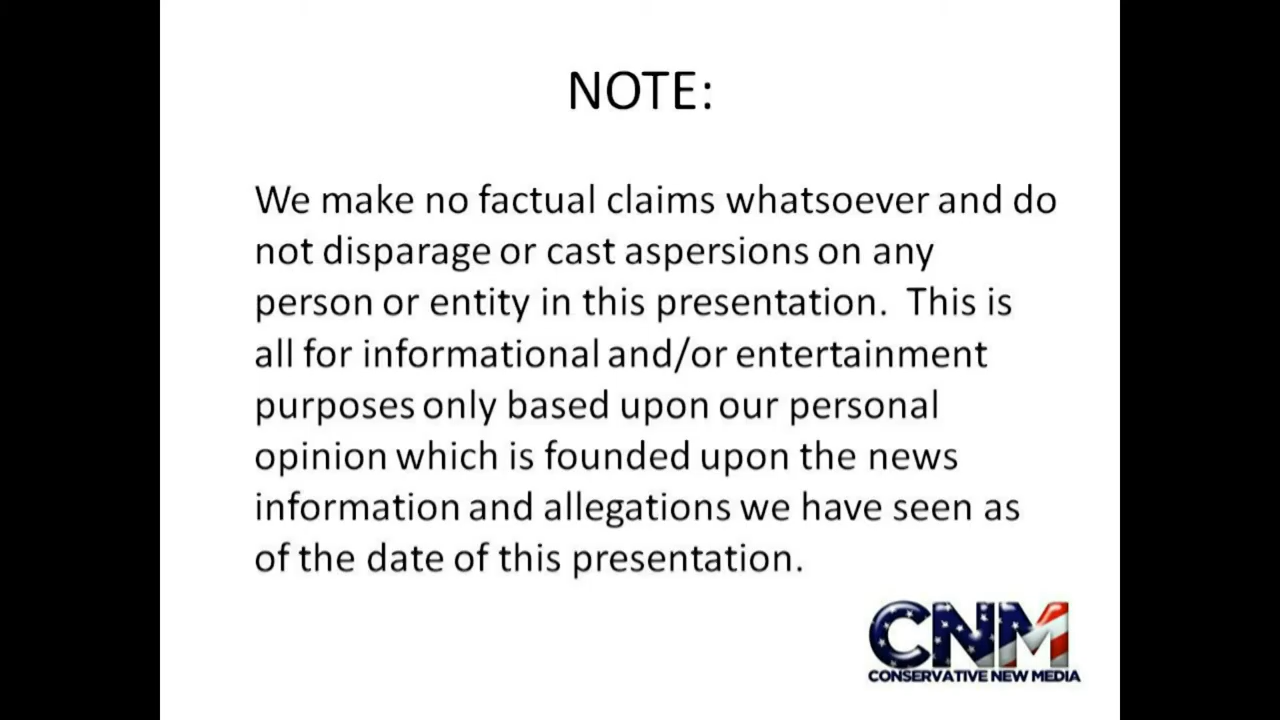 NOTE:
We make no factual claims whatsoever and do
not disparage or cast aspersions on any
person or entity in this presentation.  This is
all for informational and/or entertainment
purposes only based upon our personal
opinion which is founded upon the news
information and allegations we have seen as
of the date of this presentation.
CNM
CONSERVATIVE NEW MEDIA